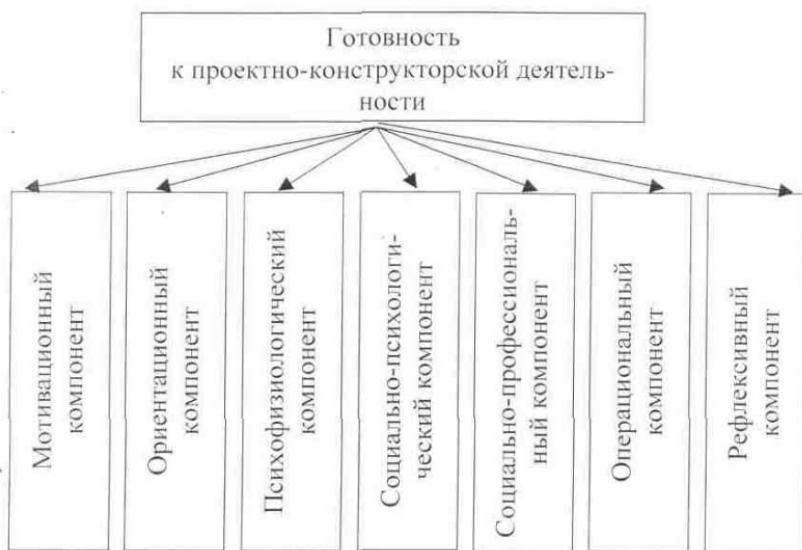 Готовность
к проектно-конструкторской деятель-
ности
Мотивационный
компонент
Ориентационный
компонент
Психофизиологический
компонент
Социально-психологи-
ческий компонент
Социально-профессиональ-
ный компонент
Операциональный
компонент
Рефлексивный
компонент